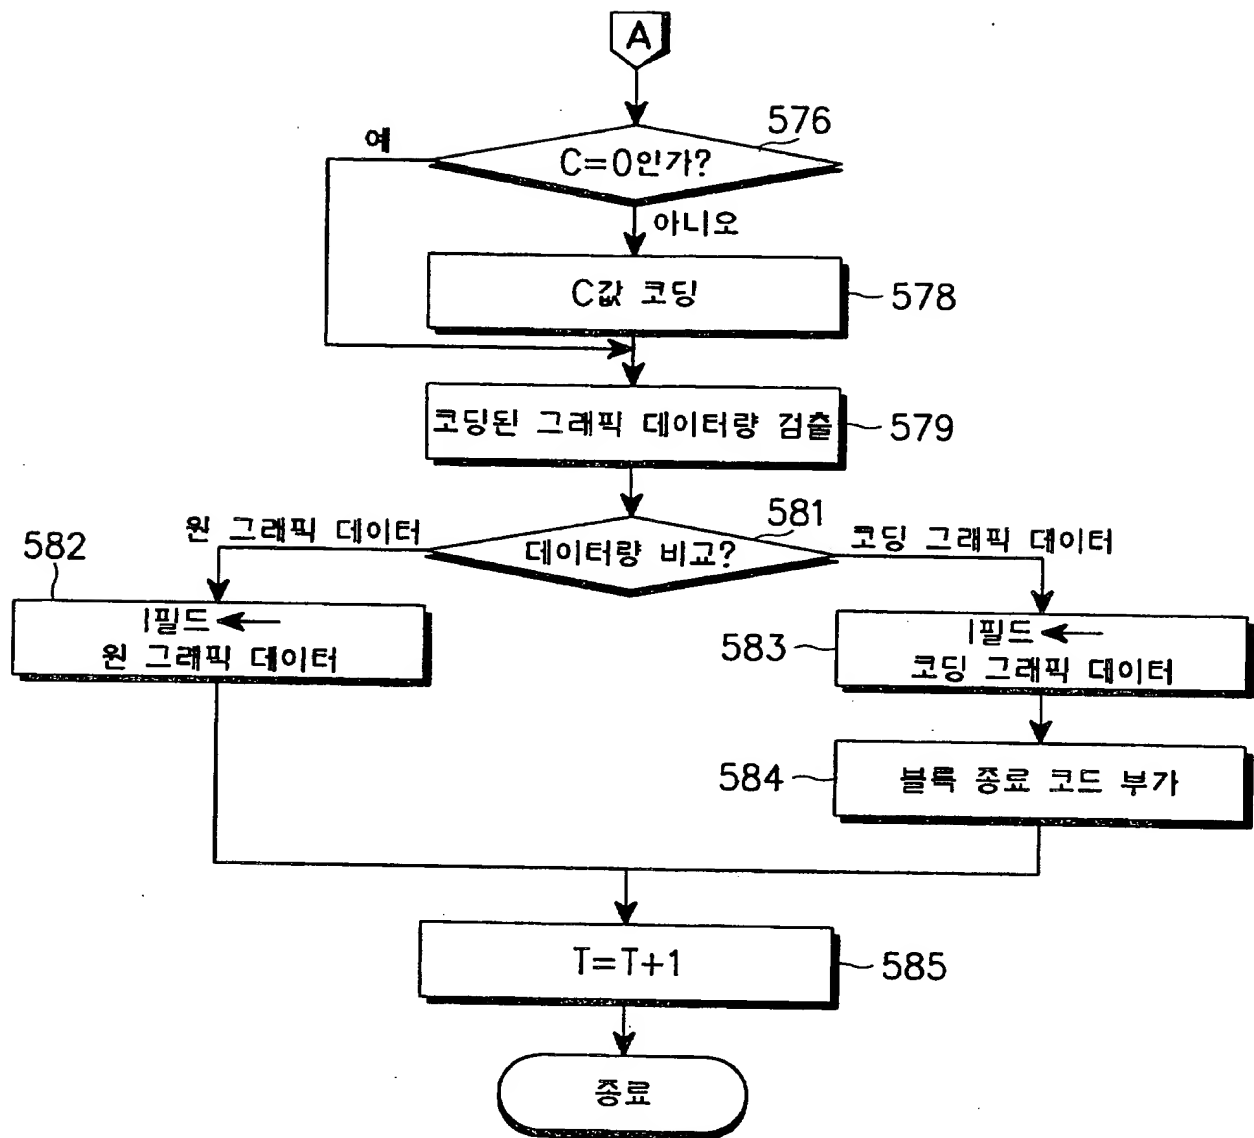 A
576
예
C=0인가?
아니오
C값 코딩
578
코딩된 그래픽 데이터량 검출
579
원 그래픽 데이터
581
코딩 그래픽 데이터
582
데이터량 비교?
I필드 ←
원 그래픽 데이터
583
I필드 ←
코딩 그래픽 데이터
584
블륵 종료 코드 부가
T=T+1
585
종료